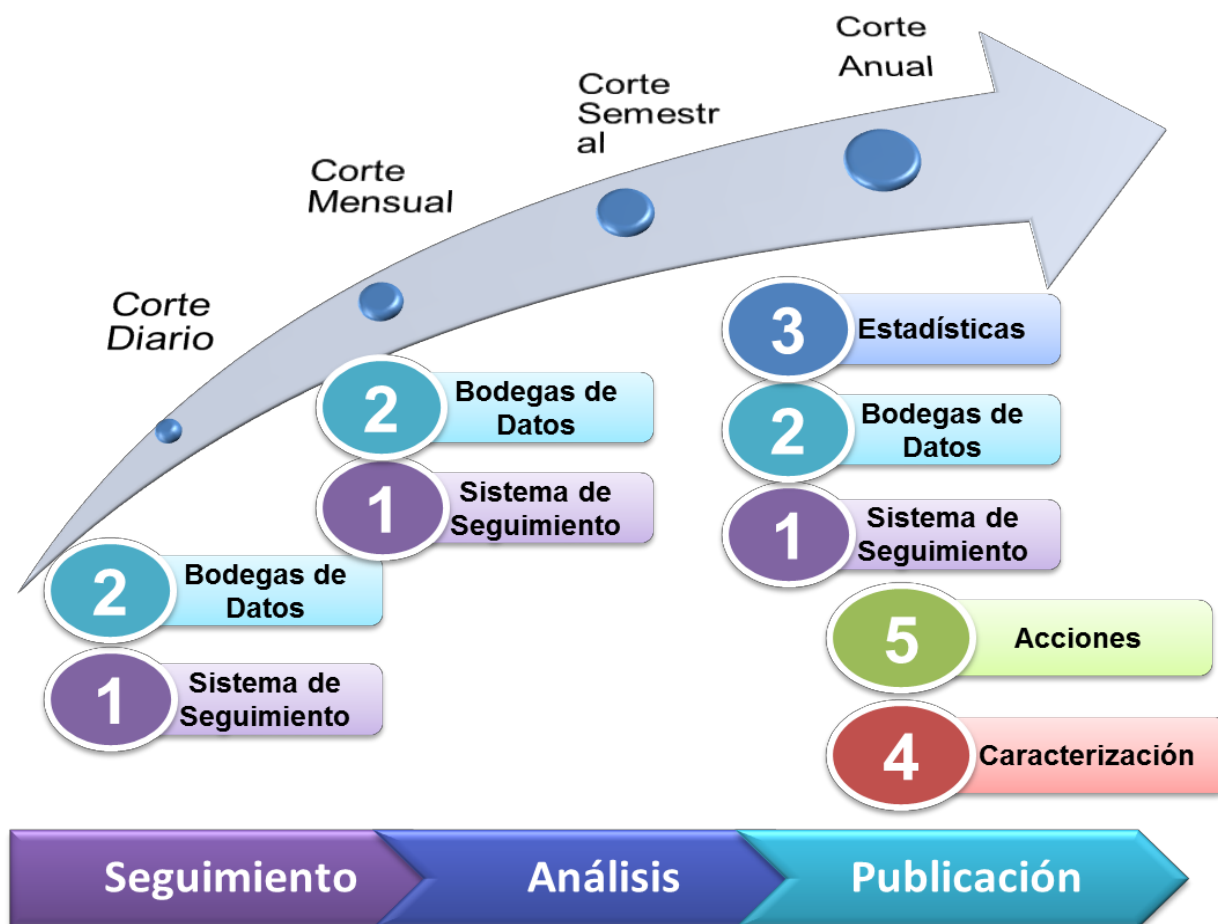 Corte
Anual
Corte
Semestr
al
Corte
Mensual
Corte
Diario
3
Estadísticas
2
Bodegas de
Datos
1
Sistema de
Seguimiento
2
Bodegas de
Datos
1
Sistema de
Seguimiento
2
Bodegas de
Datos
1
Sistema de
Seguimiento
5
Acciones
4
Caracterización
Seguimiento
Análisis
Publicación